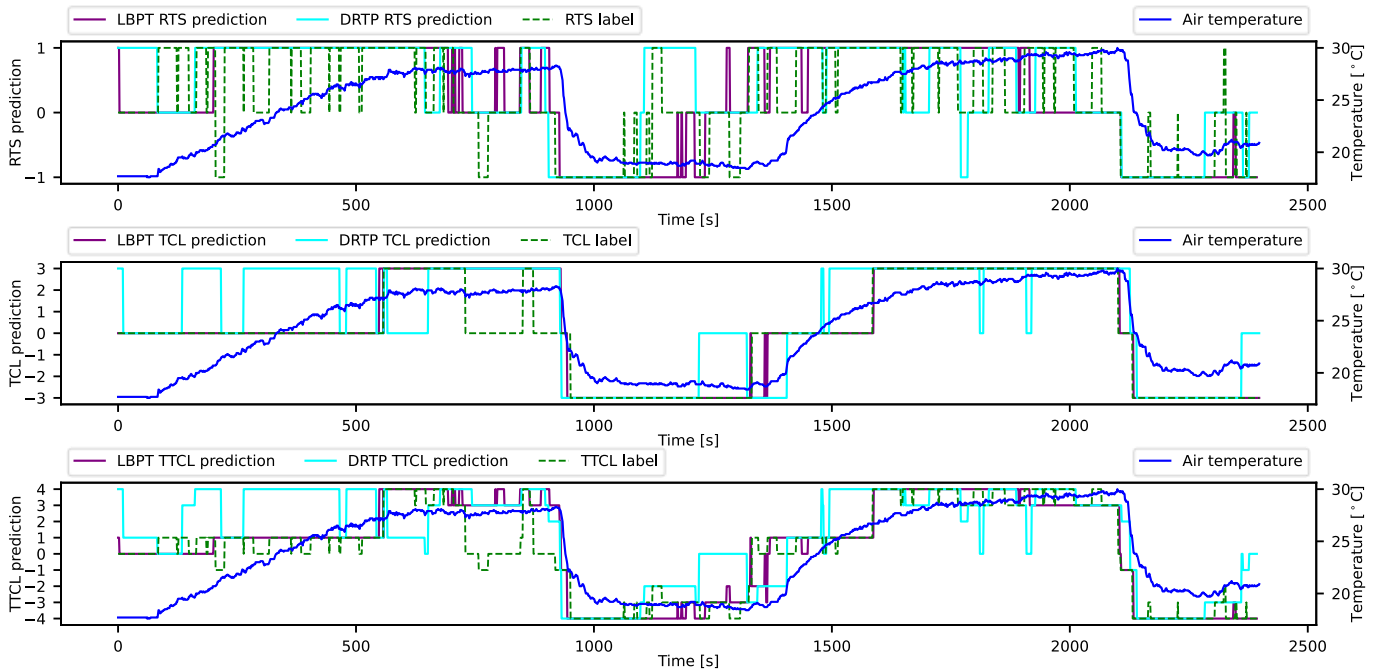 LBPT RTS prediction DRTP RTS prediction RTS label Air temperature
1
0
−1
RTS prediction
30
25
20
Temperature [°C]
0 500 1000 1500 2000 2500
Time [s]
LBPT TCL prediction DRTP TCL prediction TCL label Air temperature
3
2
1
0
−1
−2
−3
TCL prediction
30
25
20
Temperature [°C]
0 500 1000 1500 2000 2500
Time [s]
LBPT TTCL prediction DRTP TTCL prediction TTCL label Air temperature
4
3
2
1
0
−1
−2
−3
−4
TTCL prediction
30
25
20
Temperature [°C]
0 500 1000 1500 2000 2500
Time [s]